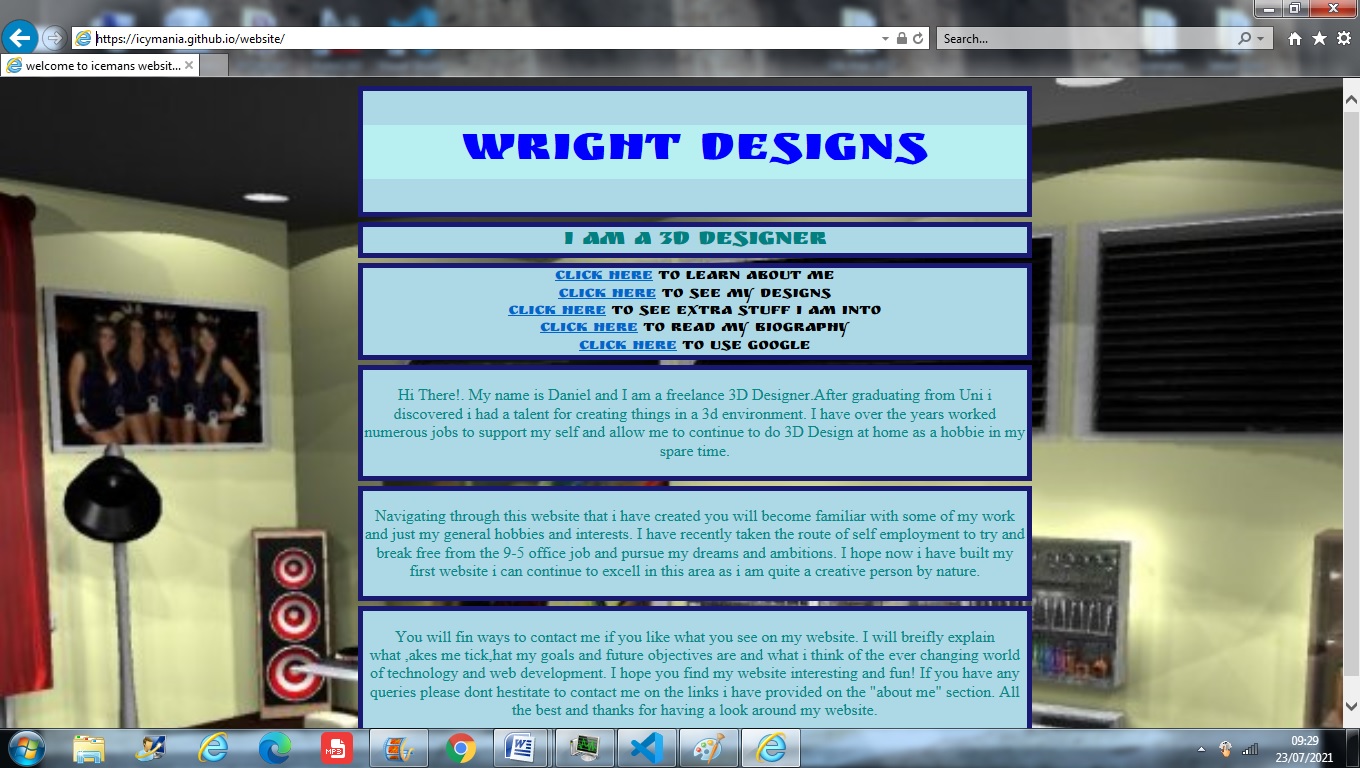 https://icymania.github.io/website/
Search...
welcome to icemans websit...
WRIGHT DESIGNS
I AM A 3D DESIGNER
CLICK HERE TO LEARN ABOUT ME
CLICK HERE TO SEE MY DESIGNS
CLICK HERE TO SEE EXTRA STUFF I AM INTO
CLICK HERE TO READ MY BIOGRAPHY
CLICK HERE TO USE GOOGLE
Hi There!. My name is Daniel and I am a freelance 3D Designer.After graduating from Uni i
discovered i had a talent for creating things in a 3d environment. I have over the years worked
numerous jobs to support my self and allow me to continue to do 3D Design at home as a hobbie in my
spare time.
Navigating through this website that i have created you will become familiar with some of my work
and just my general hobbies and interests. I have recently taken the route of self employment to try and
break free from the 9-5 office job and pursue my dreams and ambitions. I hope now i have built my
first website i can continue to excell in this area as i am quite a creative person by nature.
You will fin ways to contact me if you like what you see on my website. I will breifly explain
what ,akes me tick,hat my goals and future objectives are and what i think of the ever changing world
of technology and web development. I hope you find my website interesting and fun! If you have any
queries please dont hestitate to contact me on the links i have provided on the "about me" section. All
the best and thanks for having a look around my website.
MP3
09:29
23/07/2021